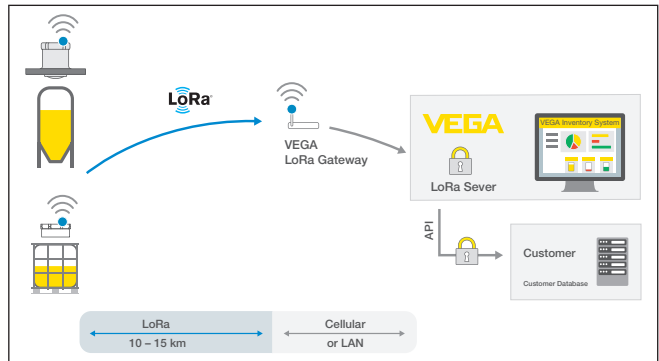 LoRa
VEGA
LoRa Gateway
VEGA
LoRa Sever
VEGA Inventory System
API
Customer
Customer Database
LoRa
10 – 15 km
Cellular
or LAN